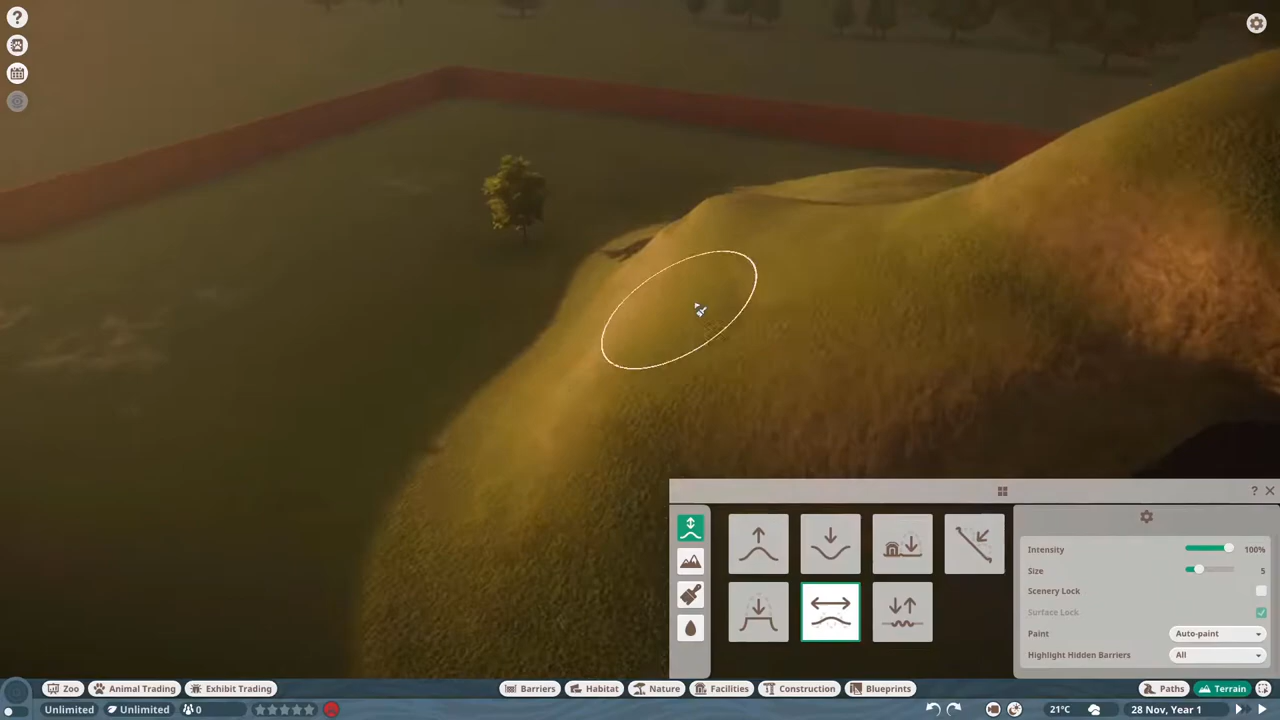 ?
?
Intensity 100%
Size 5
Scenery Lock
Surface Lock
Paint Auto-paint
Highlight Hidden Barriers All
Zoo Animal Trading Exhibit Trading Barriers Habitat Nature Facilities Construction Blueprints Paths Terrain
Unlimited Unlimited 0 21°C 28 Nov, Year 1